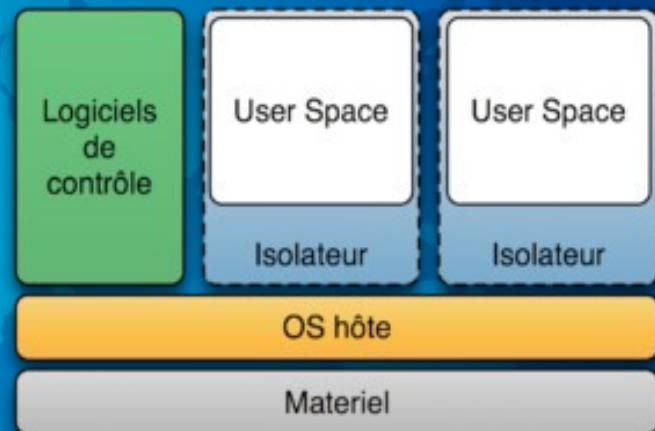 Logiciels
de
contrôle
User Space
Isolateur
User Space
Isolateur
OS hôte
Materiel